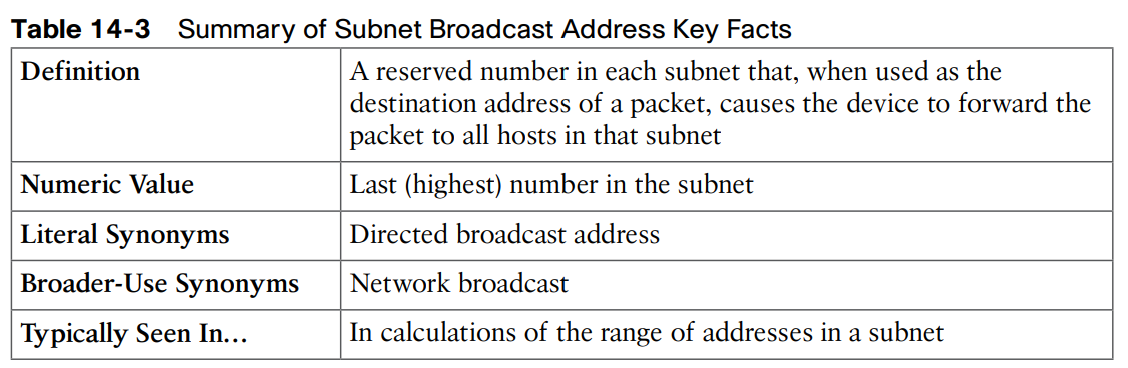 Table 14-3 Summary of Subnet Broadcast Address Key Facts
Definition
A reserved number in each subnet that, when used as the
destination address of a packet, causes the device to forward the
packet to all hosts in that subnet
Numeric Value
Last (highest) number in the subnet
Literal Synonyms
Directed broadcast address
Broader-Use Synonyms
Network broadcast
Typically Seen In…
In calculations of the range of addresses in a subnet